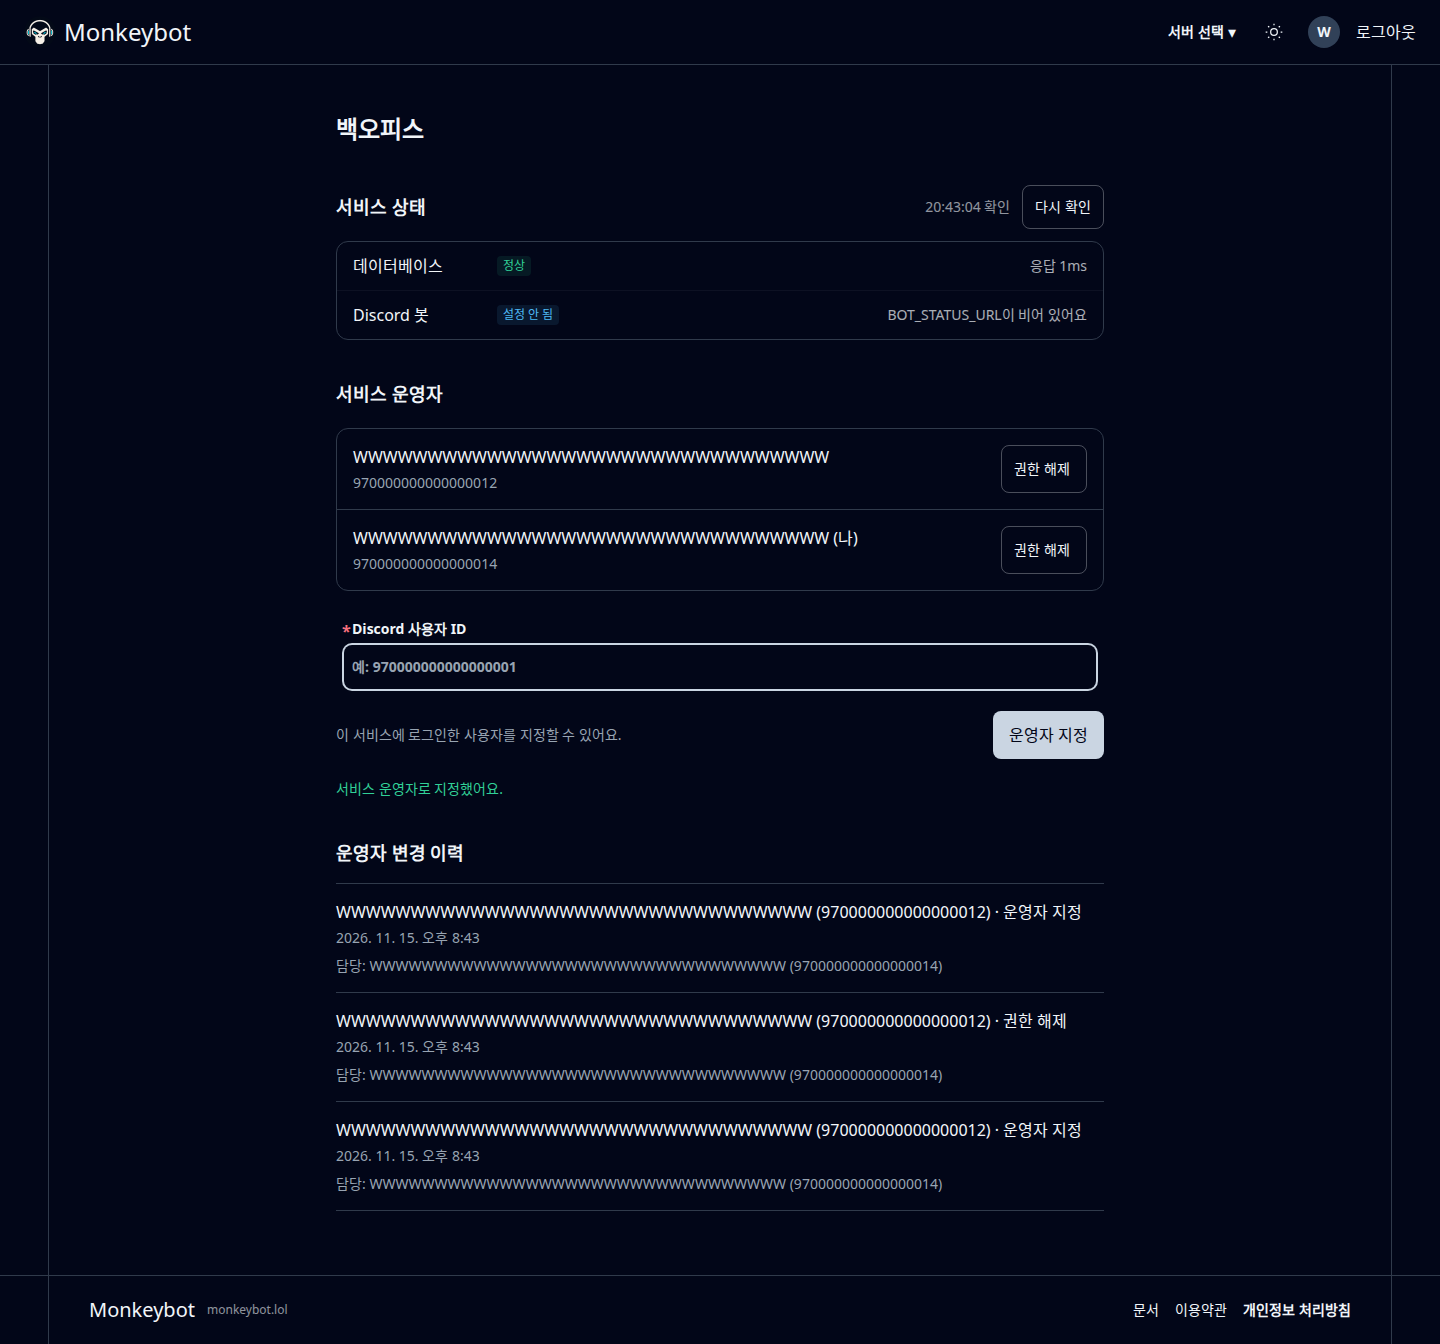 Monkeybot
서버 선택 ▾
W
로그아웃
백오피스
서비스 상태
20:43:04 확인
다시 확인
데이터베이스
정상
응답 1ms
Discord 봇
설정 안 됨
BOT_STATUS_URL이 비어 있어요
서비스 운영자
WWWWWWWWWWWWWWWWWWWWWWWWWWWWWWWW
970000000000000012
권한 해제
WWWWWWWWWWWWWWWWWWWWWWWWWWWWWWWW (나)
970000000000000014
권한 해제
*Discord 사용자 ID
예: 970000000000000001
이 서비스에 로그인한 사용자를 지정할 수 있어요.
운영자 지정
서비스 운영자로 지정했어요.
운영자 변경 이력
WWWWWWWWWWWWWWWWWWWWWWWWWWWWWWWW (970000000000000012) · 운영자 지정
2026. 11. 15. 오후 8:43
담당: WWWWWWWWWWWWWWWWWWWWWWWWWWWWWWWW (970000000000000014)
WWWWWWWWWWWWWWWWWWWWWWWWWWWWWWWW (970000000000000012) · 권한 해제
2026. 11. 15. 오후 8:43
담당: WWWWWWWWWWWWWWWWWWWWWWWWWWWWWWWW (970000000000000014)
WWWWWWWWWWWWWWWWWWWWWWWWWWWWWWWW (970000000000000012) · 운영자 지정
2026. 11. 15. 오후 8:43
담당: WWWWWWWWWWWWWWWWWWWWWWWWWWWWWWWW (970000000000000014)
Monkeybot
monkeybot.lol
문서
이용약관
개인정보 처리방침